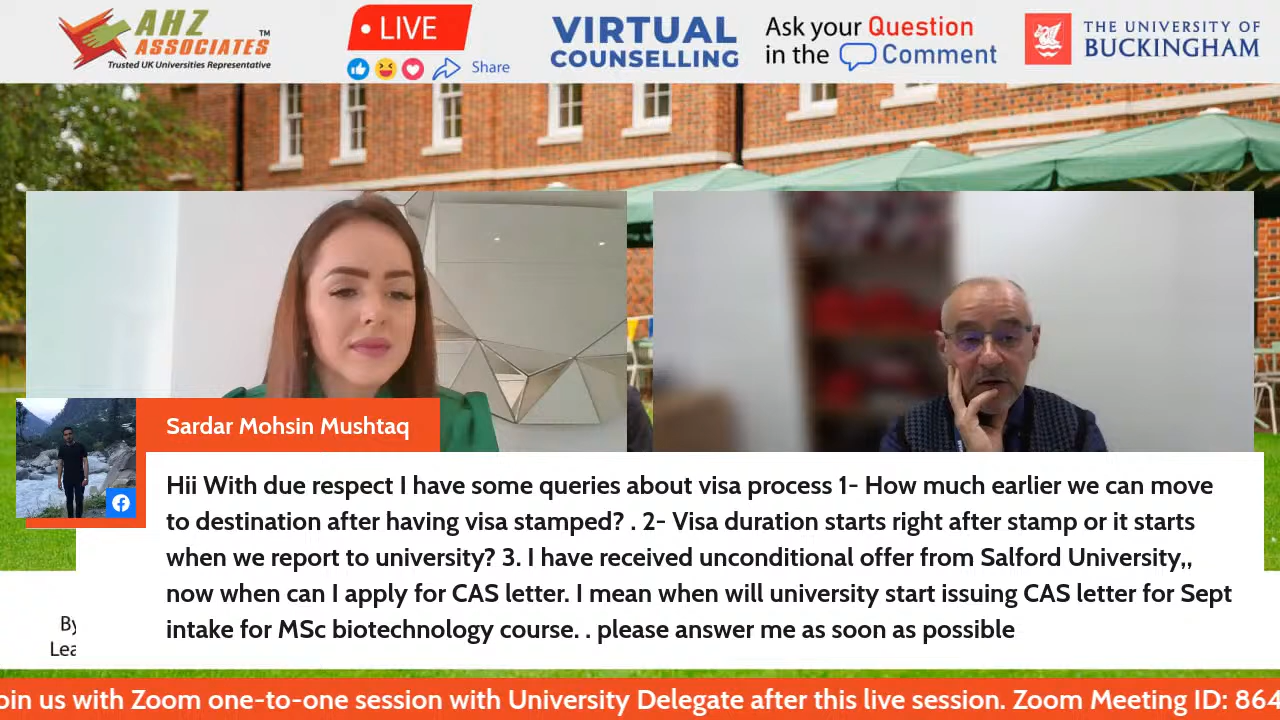 AHZ
ASSOCIATES™
Trusted UK Universities Representative
LIVE
Share
VIRTUAL
COUNSELLING
Ask your Question
in the Comment
THE UNIVERSITY OF
BUCKINGHAM
Sardar Mohsin Mushtaq
Hii With due respect I have some queries about visa process 1- How much earlier we can move
to destination after having visa stamped? . 2- Visa duration starts right after stamp or it starts
when we report to university? 3. I have received unconditional offer from Salford University,,
now when can I apply for CAS letter. I mean when will university start issuing CAS letter for Sept
intake for MSc biotechnology course. . please answer me as soon as possible
By
Lea
oin us with Zoom one-to-one session with University Delegate after this live session. Zoom Meeting ID: 864